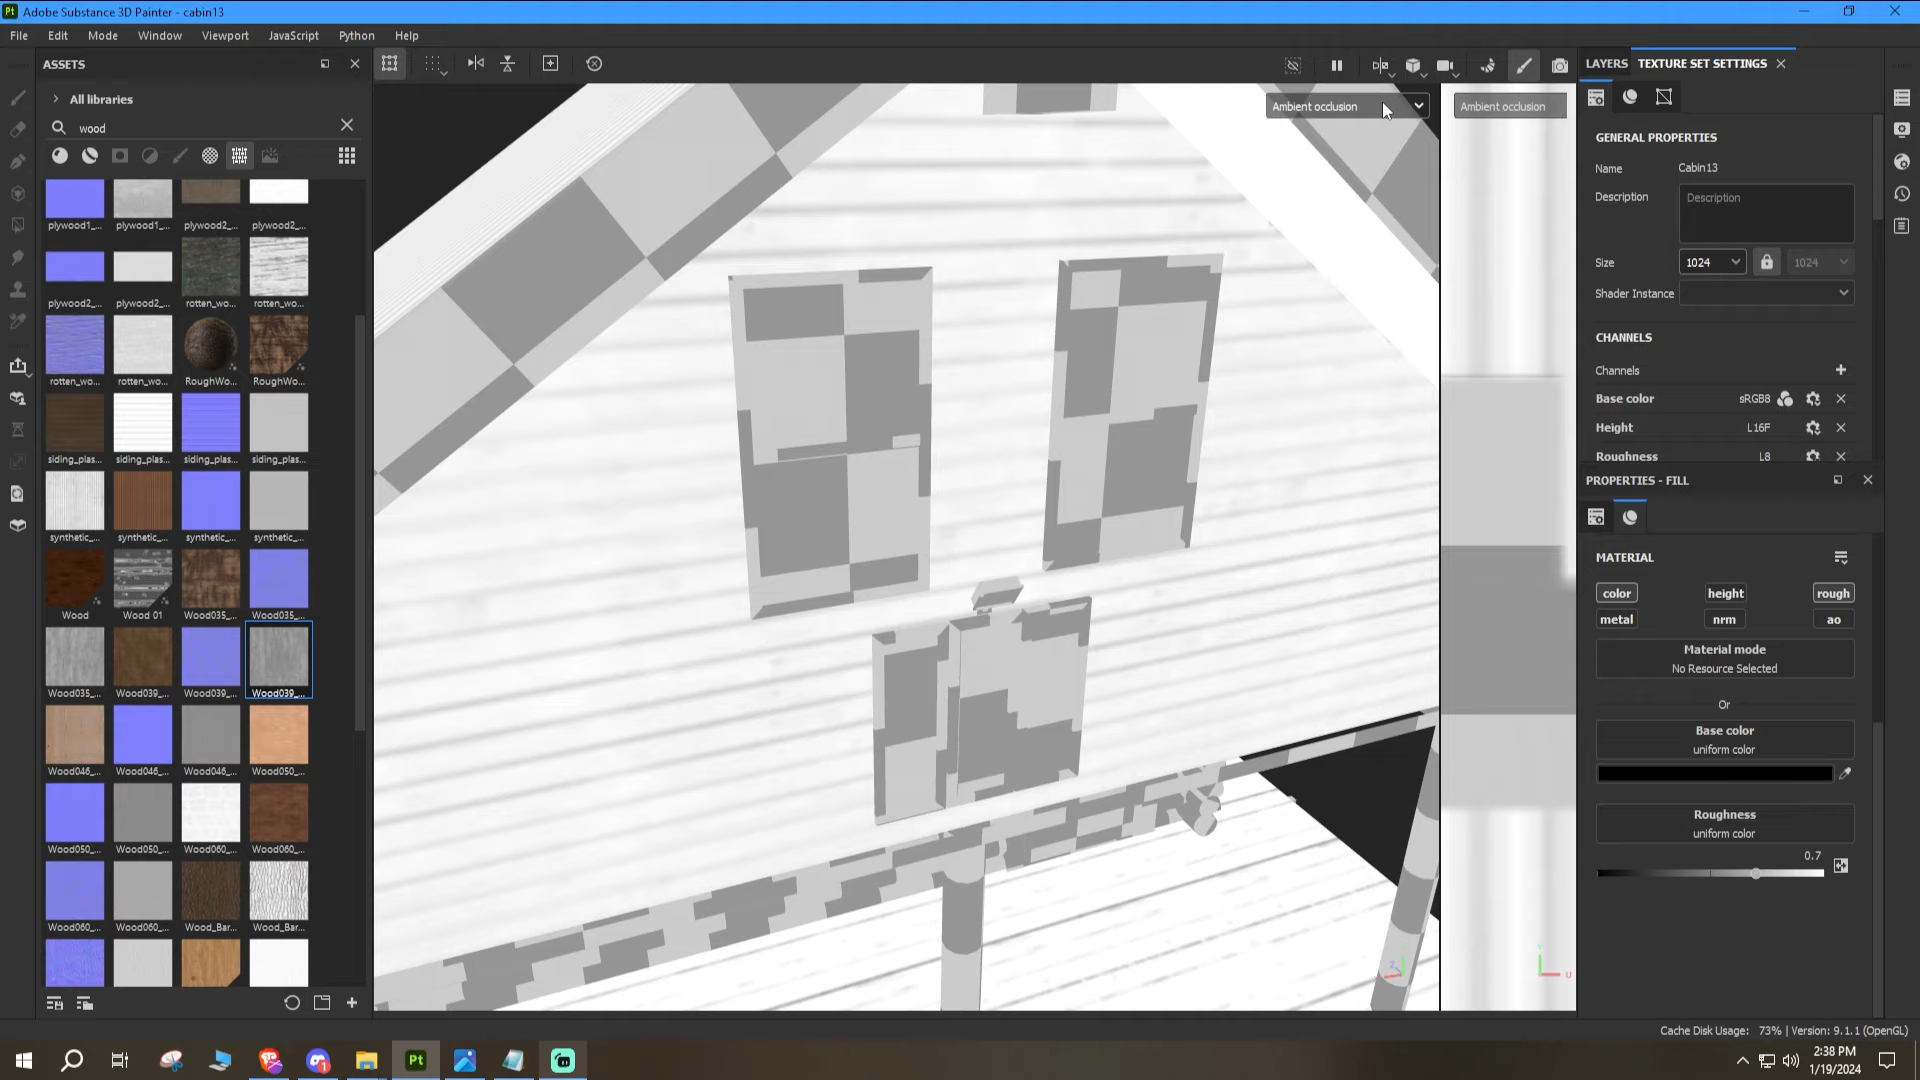 Pt Adobe Substance 3D Painter - cabin13
File Edit Mode Window Viewport JavaScript Python Help
ASSETS
LAYERS TEXTURE SET SETTINGS
All libraries
wood
Ambient occlusion
Ambient occlusion
plywood1_... plywood1_... plywood2_... plywood2_...
plywood2_... plywood2_... rotten_wo... rotten_wo...
rotten_wo... rotten_wo... RoughWo... RoughWo...
siding_plas... siding_plas... siding_plas... siding_plas...
synthetic_... synthetic_... synthetic_... synthetic_...
Wood Wood 01 Wood035_... Wood035_...
Wood035_... Wood039_... Wood039_... Wood039_...
Wood046_... Wood046_... Wood046_... Wood050_...
Wood050_... Wood050_... Wood060_... Wood060_...
Wood060_... Wood060_... Wood_Bar... Wood_Bar...
GENERAL PROPERTIES
Name Cabin13
Description Description
Size 1024 1024
Shader Instance
CHANNELS
Channels
Base color sRGB8
Height L16F
Roughness L8
PROPERTIES - FILL
MATERIAL
color height rough
metal nrm ao
Material mode
No Resource Selected
Or
Base color
uniform color
Roughness
uniform color
0.7
Z
Y
U
Cache Disk Usage: 73% | Version: 9.1.1 (OpenGL)
Pt
1
2:38 PM
1/19/2024